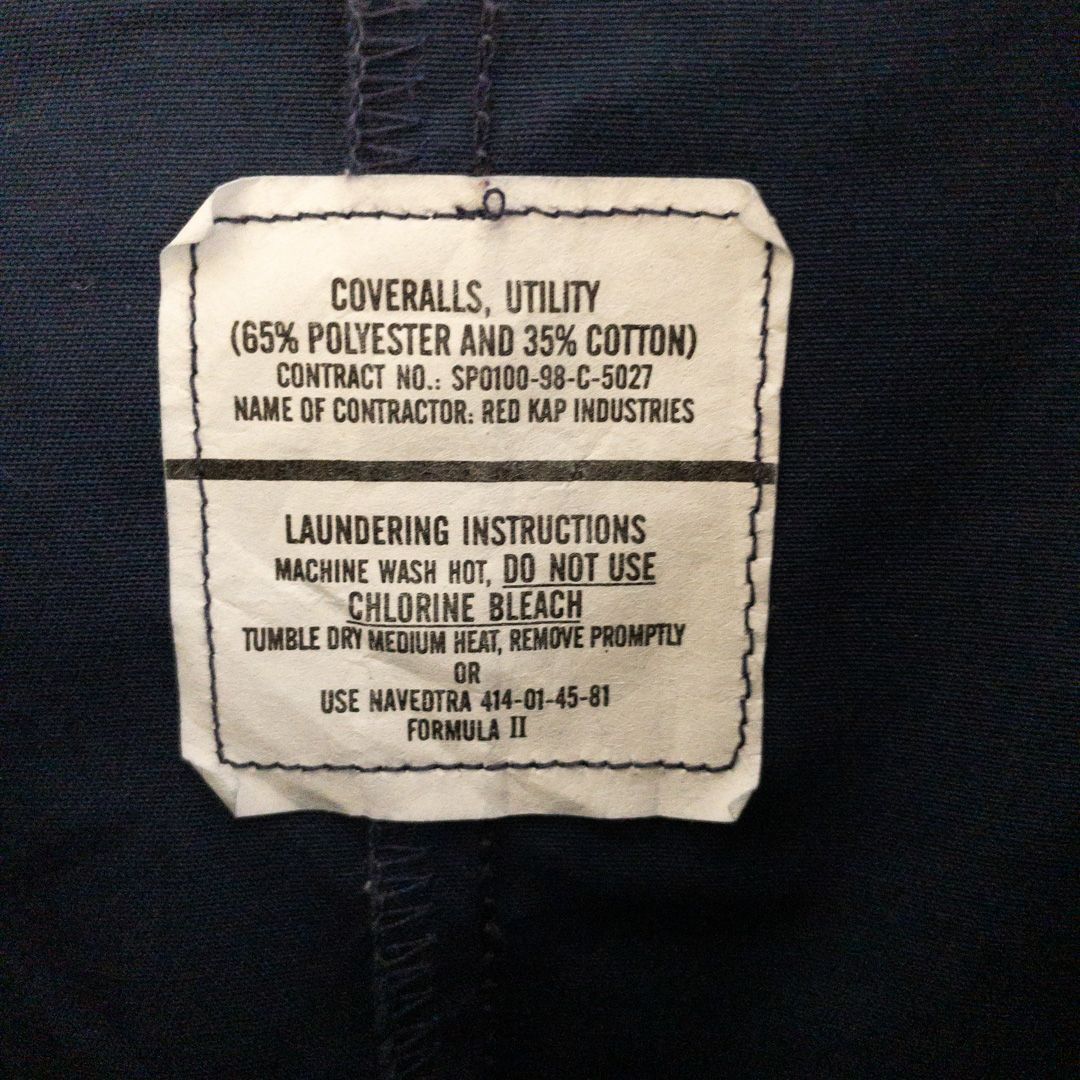 COVERALLS, UTILITY
(65% POLYESTER AND 35% COTTON)
CONTRACT NO.: SPO100-98-C-5027
NAME OF CONTRACTOR: RED KAP INDUSTRIES
LAUNDERING INSTRUCTIONS
MACHINE WASH HOT, DO NOT USE
CHLORINE BLEACH
TUMBLE DRY MEDIUM HEAT, REMOVE PROMPTLY
OR
USE NAVEDTRA 414-01-45-81
FORMULA II